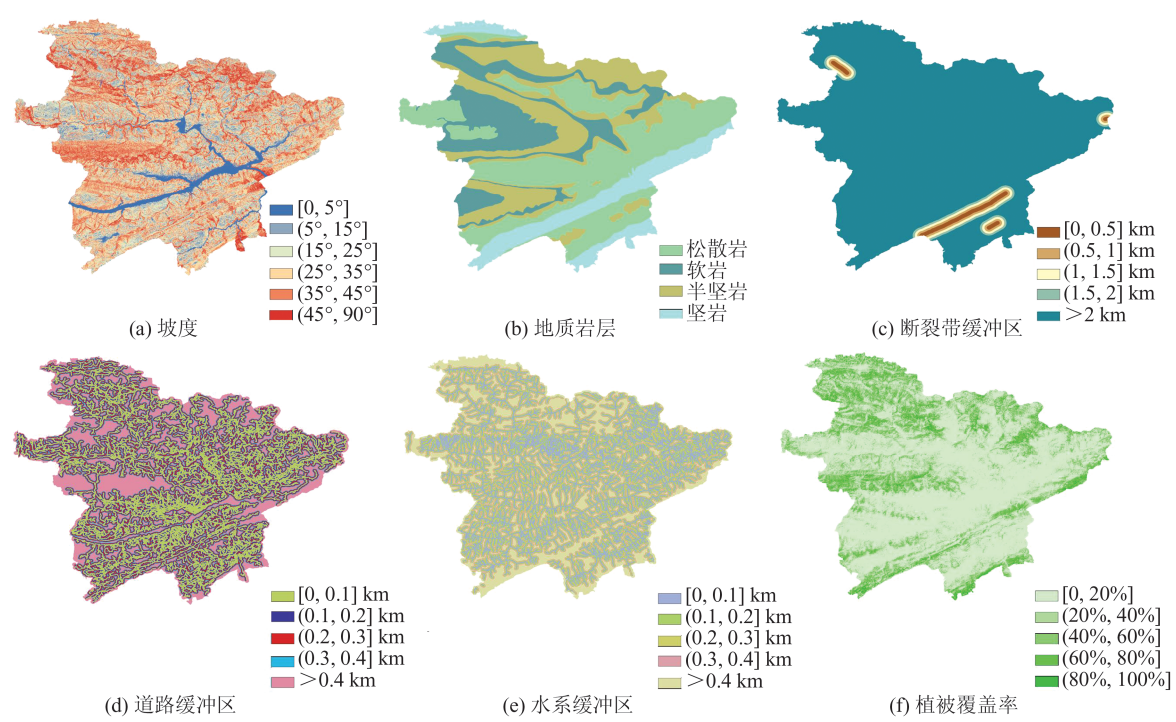 [0, 5°]
(5°, 15°]
(15°, 25°]
(25°, 35°]
(35°, 45°]
(45°, 90°]
(a) 坡度
松散岩
软岩
半坚岩
坚岩
(b) 地质岩层
[0, 0.5] km
(0.5, 1] km
(1, 1.5] km
(1.5, 2] km
>2 km
(c) 断裂带缓冲区
[0, 0.1] km
(0.1, 0.2] km
(0.2, 0.3] km
(0.3, 0.4] km
>0.4 km
(d) 道路缓冲区
[0, 0.1] km
(0.1, 0.2] km
(0.2, 0.3] km
(0.3, 0.4] km
>0.4 km
(e) 水系缓冲区
[0, 20%]
(20%, 40%]
(40%, 60%]
(60%, 80%]
(80%, 100%]
(f) 植被覆盖率